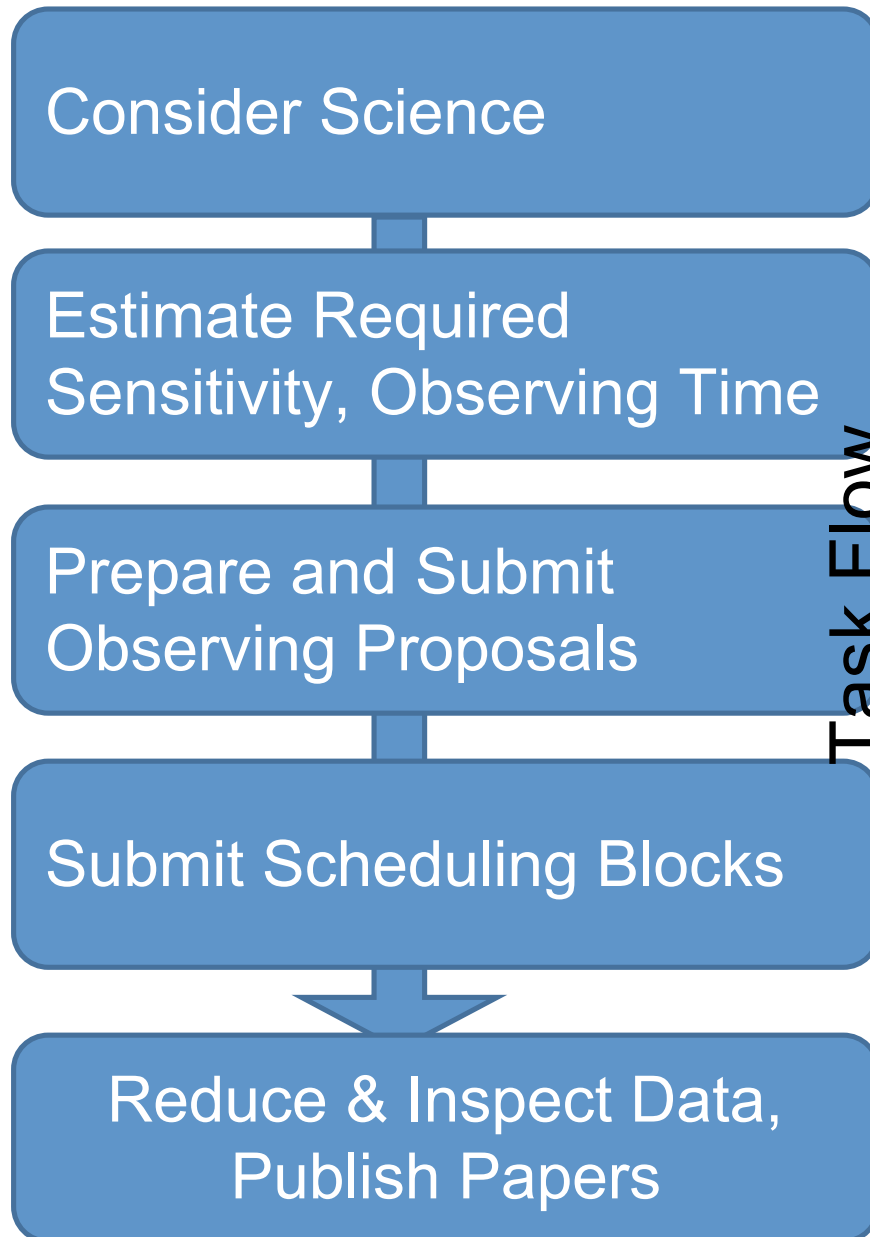 Consider Science
Estimate Required
Sensitivity, Observing Time
Prepare and Submit
Observing Proposals
Task Flow
Submit Scheduling Blocks
Reduce & Inspect Data,
Publish Papers